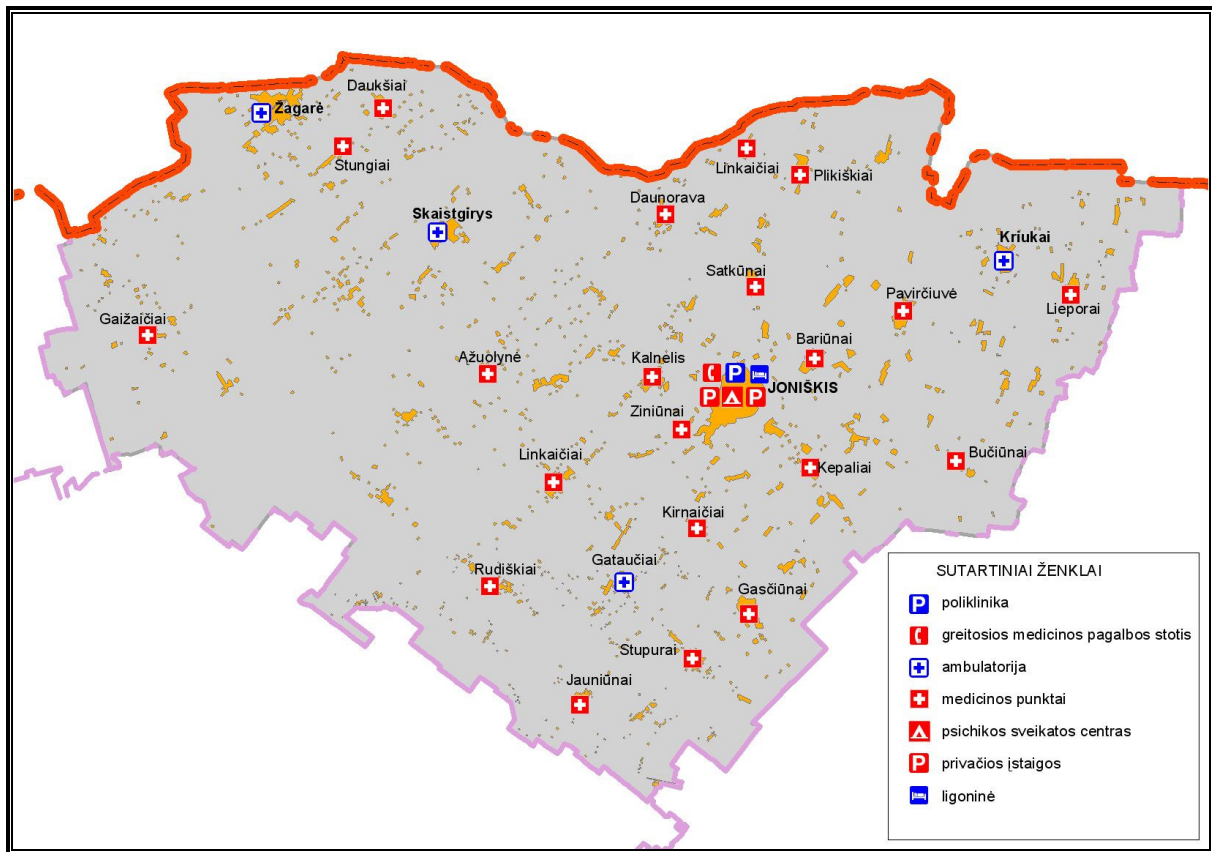 Daukšiai
Žagarė
Stungiai
Linkaičiai
Plikiškiai
Daunorava
Skaistgirys
Kriukai
Satkūnai
Pavirčiuvė
Lieporai
Gaižaičiai
Bariūnai
Ąžuolynė
Kalnelis
JONIŠKIS
Ziniūnai
Linkaičiai
Bučiūnai
Kepaliai
Kirnaičiai
Gataučiai
Rudiškiai
Gasčiūnai
Stupurai
Jauniūnai
SUTARTINIAI ŽENKLAI
P poliklinika
greitosios medicinos pagalbos stotis
ambulatorija
medicinos punktai
psichikos sveikatos centras
P privačios įstaigos
ligoninė